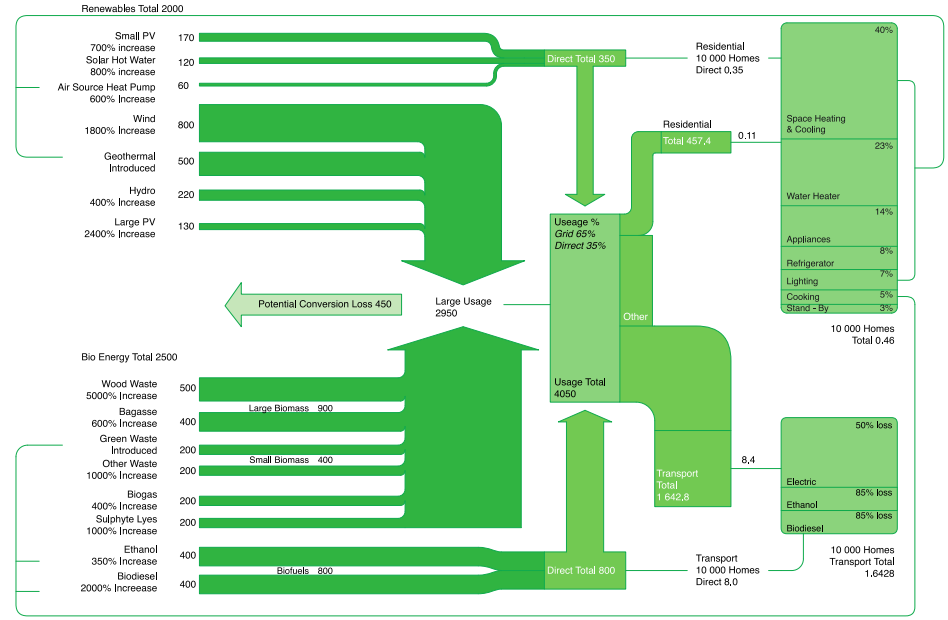 Renewables Total 2000
Small PV
700% increase
170
Solar Hot Water
800% increase
120
Air Source Heat Pump
600% Increase
60
Wind
1800% Increase
800
Geothermal
Introduced
500
Hydro
400% Increase
220
Large PV
2400% Increase
130
Direct Total 350
Residential
10 000 Homes
Direct 0,35
Residential
Total 457,4
0.11
Useage %
Grid 65%
Direct 35%
Other
Usage Total
4050
Potential Conversion Loss 450
Large Usage
2950
40%
Space Heating
& Cooling
23%
Water Heater
14%
Appliances
8%
Refrigerator
7%
Lighting
5%
Cooking
3%
Stand - By
10 000 Homes
Total 0.46
Bio Energy Total 2500
Wood Waste
5000% Increase
500
Large Biomass 900
Bagasse
600% Increase
400
Green Waste
Introduced
200
Small Biomass 400
Other Waste
1000% Increase
200
Biogas
400% Increase
200
Sulphyte Lyes
1000% Increase
200
Ethanol
350% Increase
400
Biofuels 800
Biodiesel
2000% Increease
400
Direct Total 800
Transport
10 000 Homes
Direct 8,0
Transport
Total
1 642,8
8,4
50% loss
Electric
85% loss
Ethanol
85% loss
Biodiesel
10 000 Homes
Transport Total
1.6428